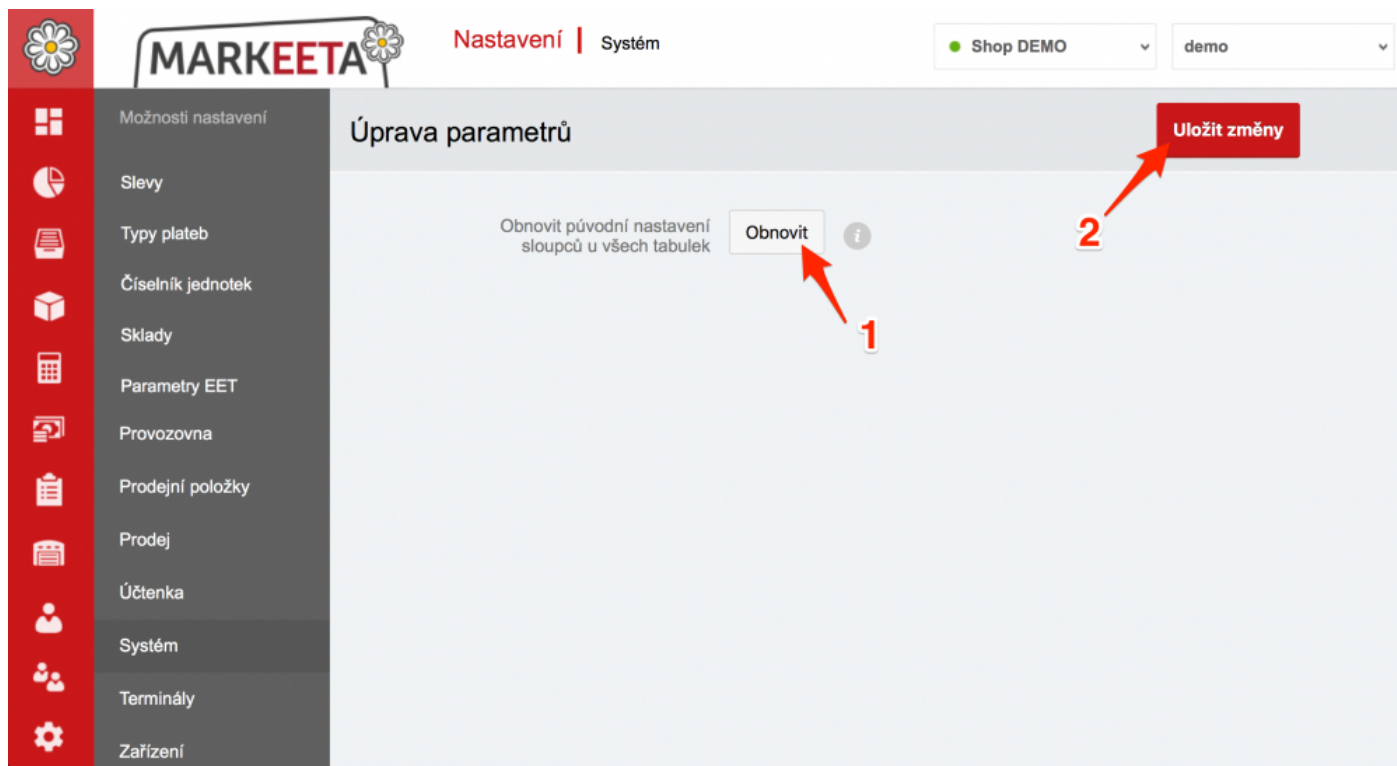 MARKEETA
Nastavení | Systém
Shop DEMO
demo
Možnosti nastavení
Slevy
Typy plateb
Číselník jednotek
Sklady
Parametry EET
Provozovna
Prodejní položky
Prodej
Účtenka
Systém
Terminály
Zařízení
Úprava parametrů
Uložit změny
2
Obnovit původní nastavení
sloupců u všech tabulek
Obnovit
i
1